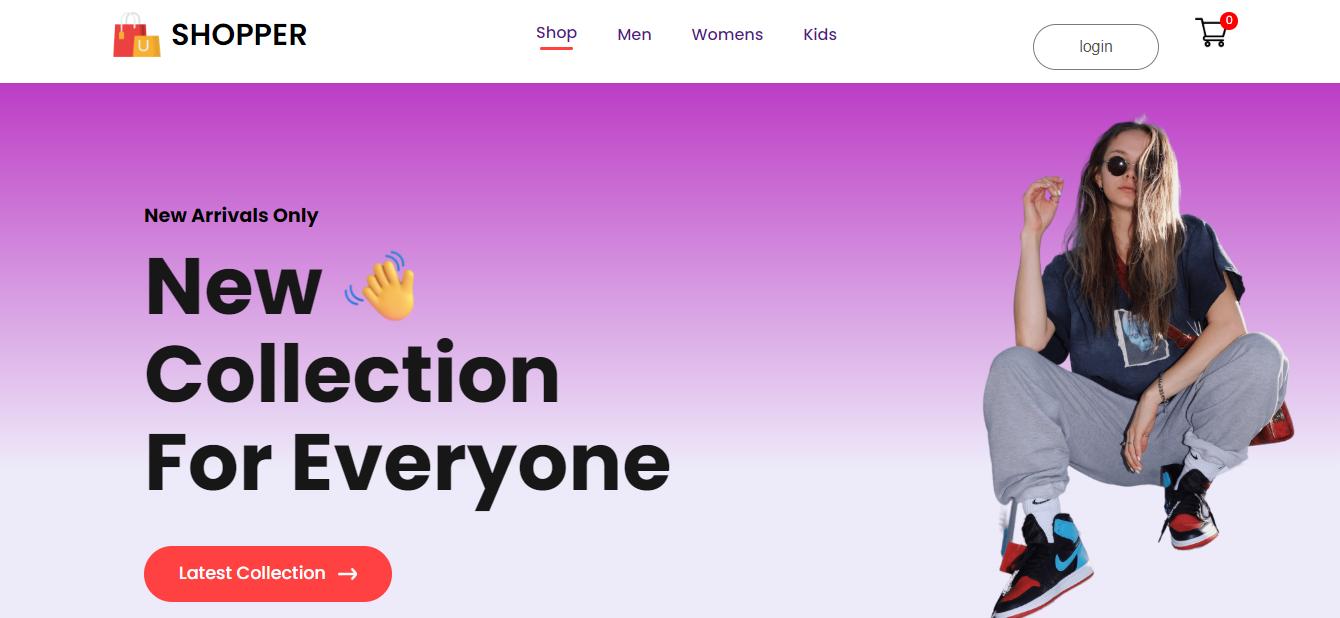 U
SHOPPER
Shop
Men
Womens
Kids
login
0
New Arrivals Only
New
Collection
For Everyone
Latest Collection →